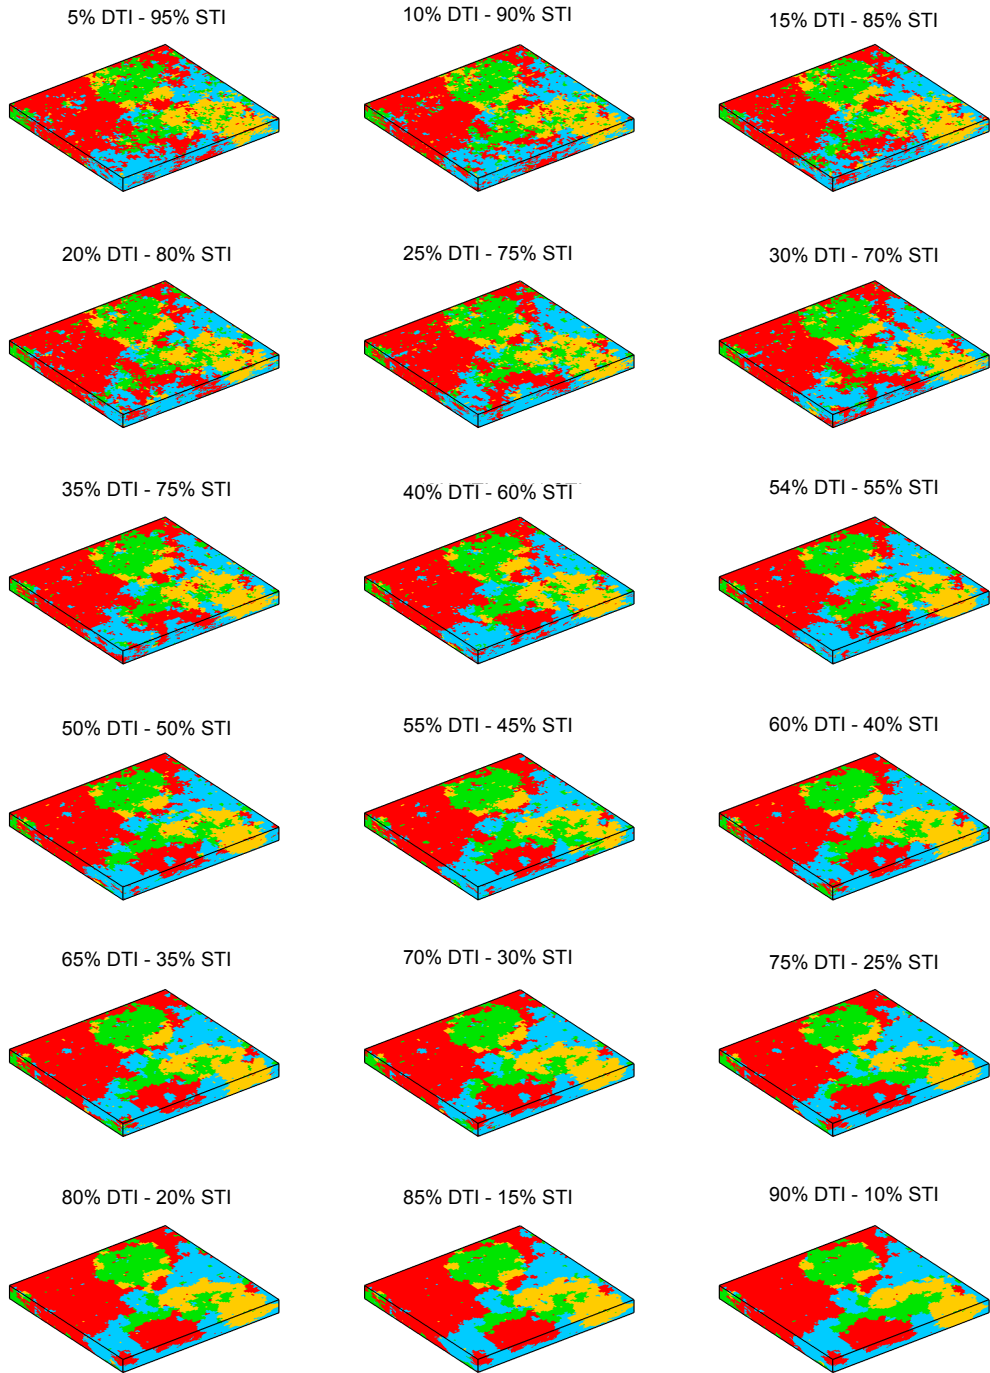 5% DTI - 95% STI
10% DTI - 90% STI
15% DTI - 85% STI
20% DTI - 80% STI
25% DTI - 75% STI
30% DTI - 70% STI
35% DTI - 75% STI
40% DTI - 60% STI
54% DTI - 55% STI
50% DTI - 50% STI
55% DTI - 45% STI
60% DTI - 40% STI
65% DTI - 35% STI
70% DTI - 30% STI
75% DTI - 25% STI
80% DTI - 20% STI
85% DTI - 15% STI
90% DTI - 10% STI